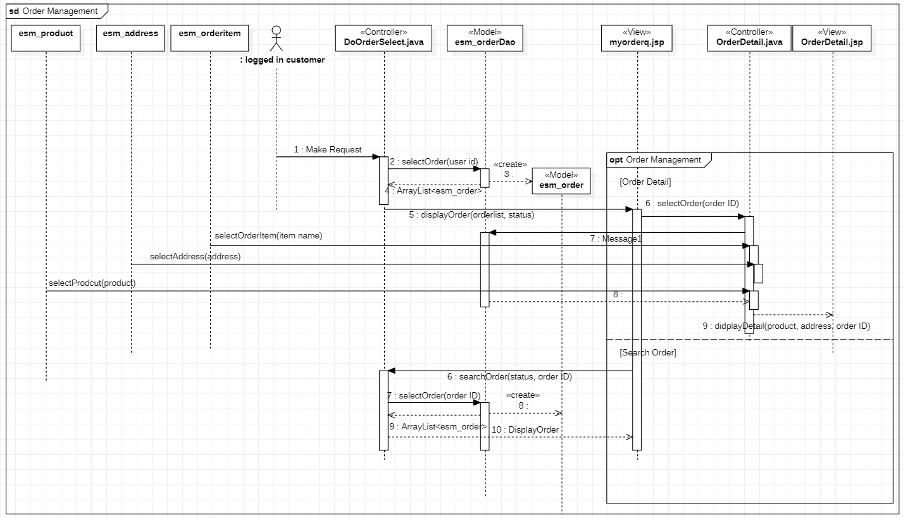 sd Order Management
esm_product
esm_address
esm_orderitem
: logged in customer
«Controller»
DoOrderSelect.java
«Model»
esm_orderDao
«View»
myorderq.jsp
«Controller»
OrderDetail.java
«View»
OrderDetail.jsp
1 : Make Request
2 : selectOrder(user id)
«create»
3 :
«Model»
esm_order
4 : ArrayList<esm_order>
5 : displayOrder(orderlist, status)
opt Order Management
[Order Detail]
6 : selectOrder(order ID)
selectOrderItem(item name)
7 : Message1
selectAddress(address)
selectProdcut(product)
8 :
9 : didplayDetail(product, address, order ID)
[Search Order]
6 : searchOrder(status, order ID)
7 : selectOrder(order ID)
«create»
8 :
9 : ArrayList<esm_order>
10 : DisplayOrder